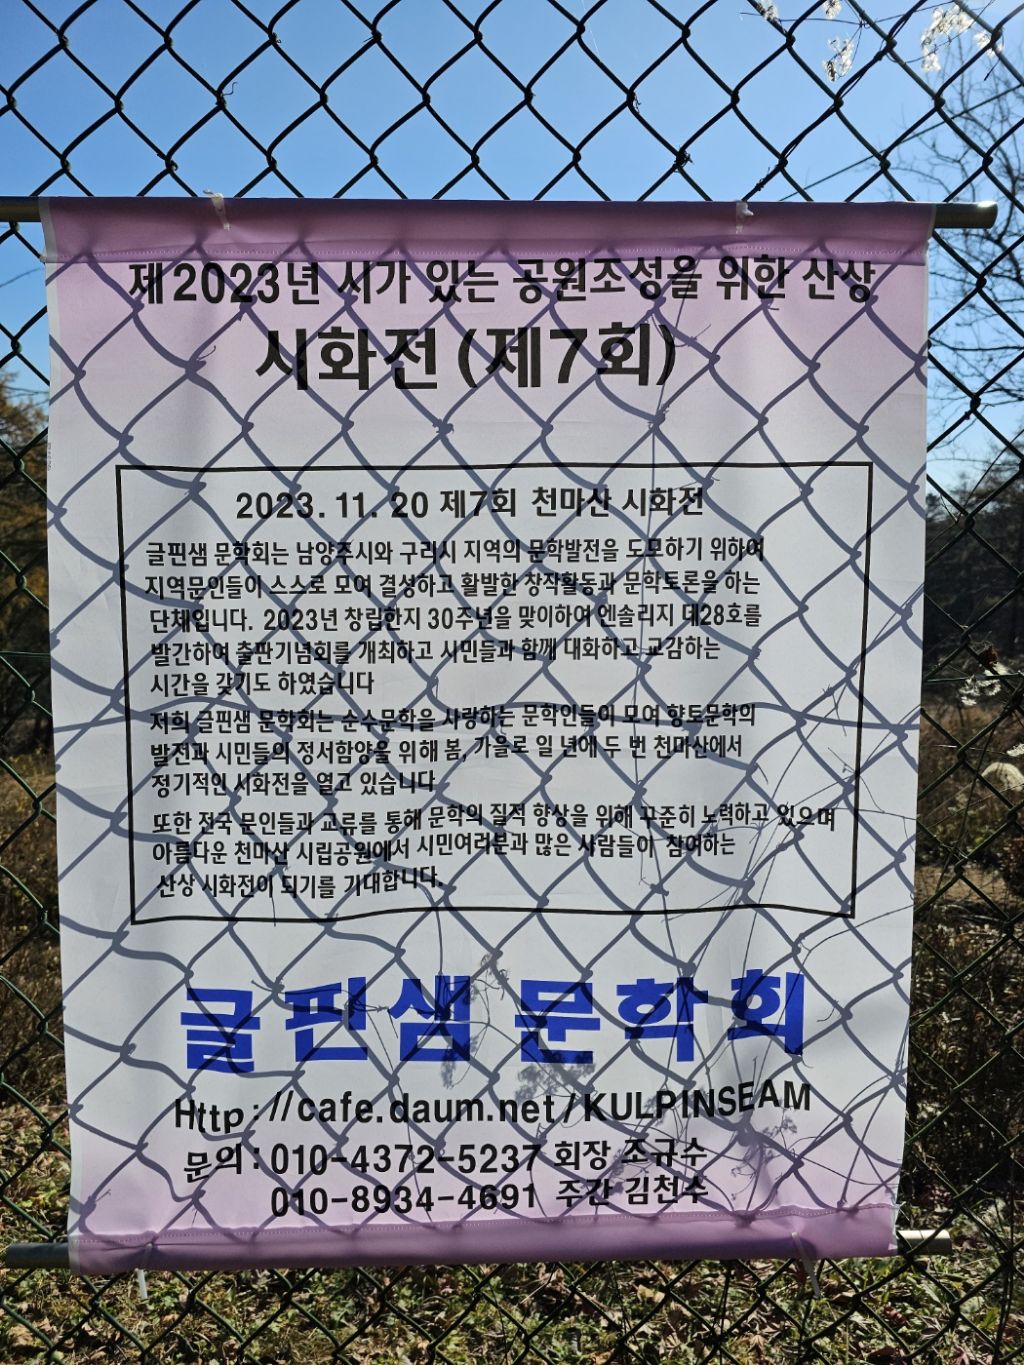 제2023년 시가 있는 공원조성을 위한 산상
시화전(제7회)
2023. 11. 20 제7회 천마산 시화전
글핀샘 문학회는 남양주시와 구리시 지역의 문학발전을 도모하기 위하여
지역문인들이 스스로 모여 결성하고 활발한 창작활동과 문학토론을 하는
단체입니다. 2023년 창립한지 30주년을 맞이하여 엔솔리지 대28호를
발간하여 출판기념회를 개최하고 시민들과 함께 대화하고 교감하는
시간을 갖기도 하였습니다
저희 글핀샘 문학회는 순수문학을 사랑하는 문학인들이 모여 향토문학의
발전과 시민들의 정서함양을 위해 봄, 가을로 일 년에 두 번 천마산에서
정기적인 시화전을 열고 있습니다
또한 전국 문인들과 교류를 통해 문학의 질적 향상을 위해 꾸준히 노력하고 있으며
아름다운 천마산 시립공원에서 시민여러분과 많은 사람들이 참여하는
산상 시화전이 되기를 기대합니다.
글핀샘 문학회
Http://cafe.daum.net/KULPINSEAM
문의:010-4372-5237 회장 조규수
010-8934-4691 주간 김천수